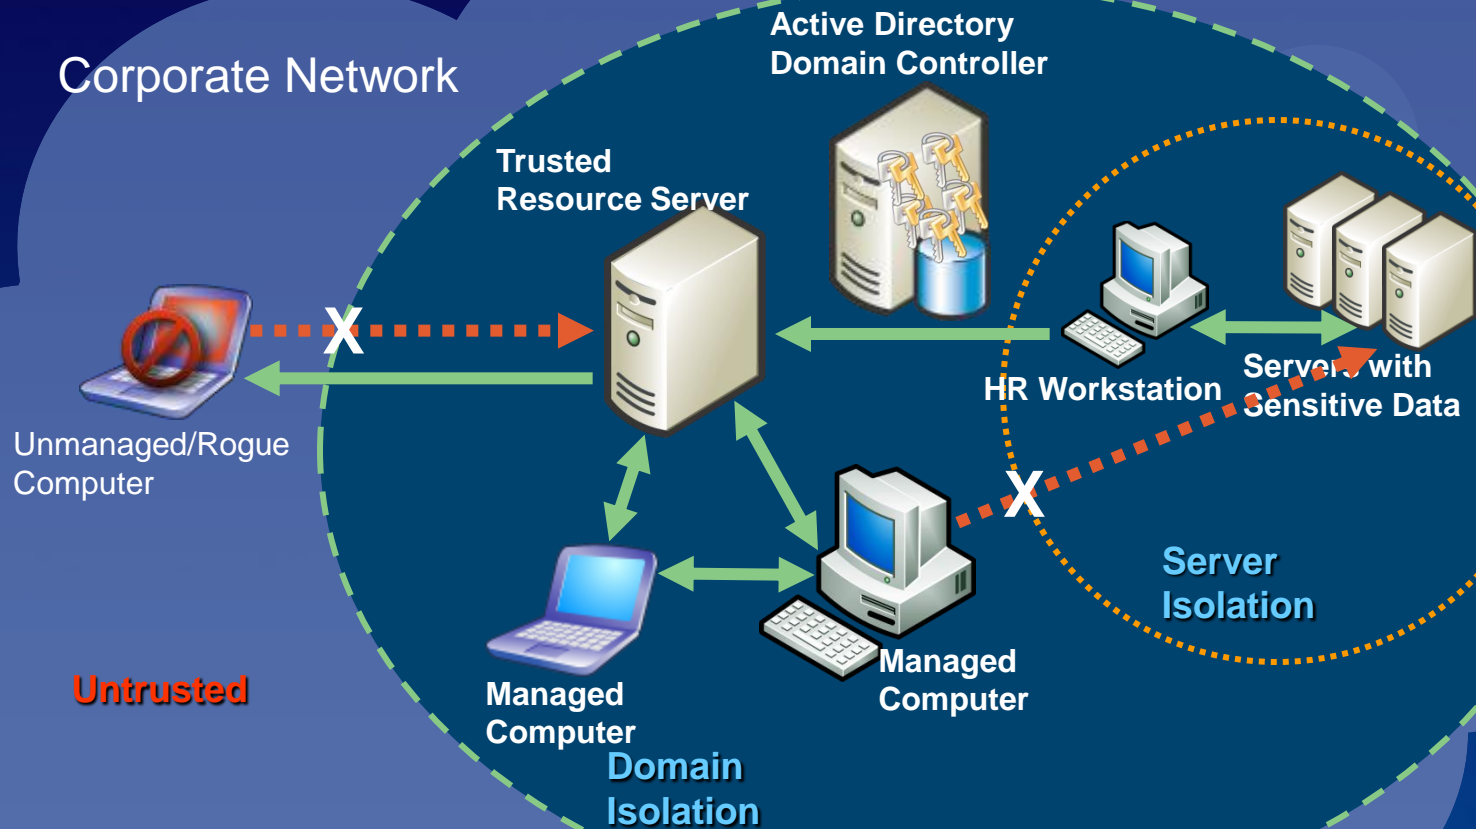 Active Directory
Domain Controller
Corporate Network
Trusted
Resource Server
X
Servers with
Sensitive Data
HR Workstation
Unmanaged/Rogue
Computer
X
Server
Isolation
Managed
Computer
Untrusted
Managed
Computer
Domain
Isolation